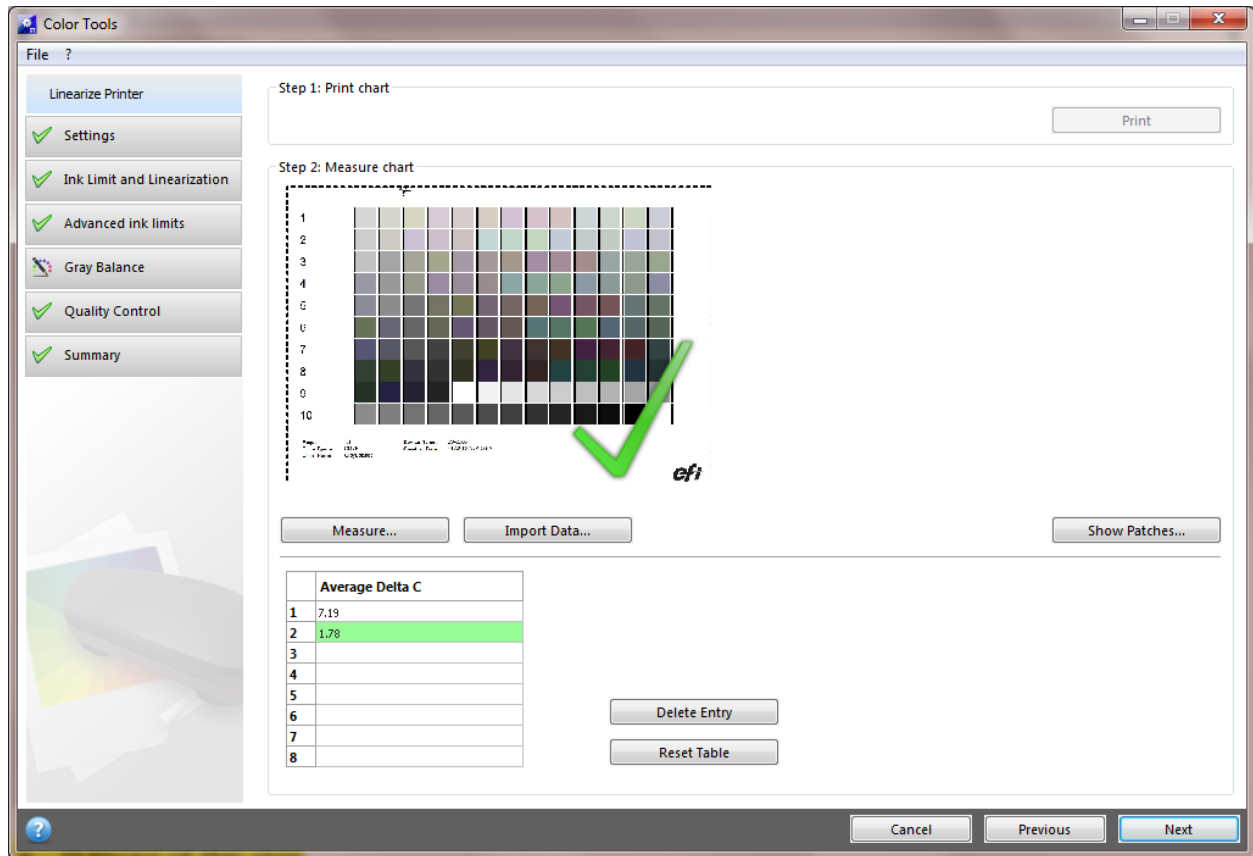 Color Tools
File ?
Linearize Printer
Settings
Ink Limit and Linearization
Advanced ink limits
Gray Balance
Quality Control
Summary
Step 1: Print chart
Print
Step 2: Measure chart
1
2
3
4
5
6
7
8
9
10
efi
Measure...
Import Data...
Show Patches...
Average Delta C
1 7.19
2 1.78
3
4
5
6
7
8
Delete Entry
Reset Table
?
Cancel
Previous
Next